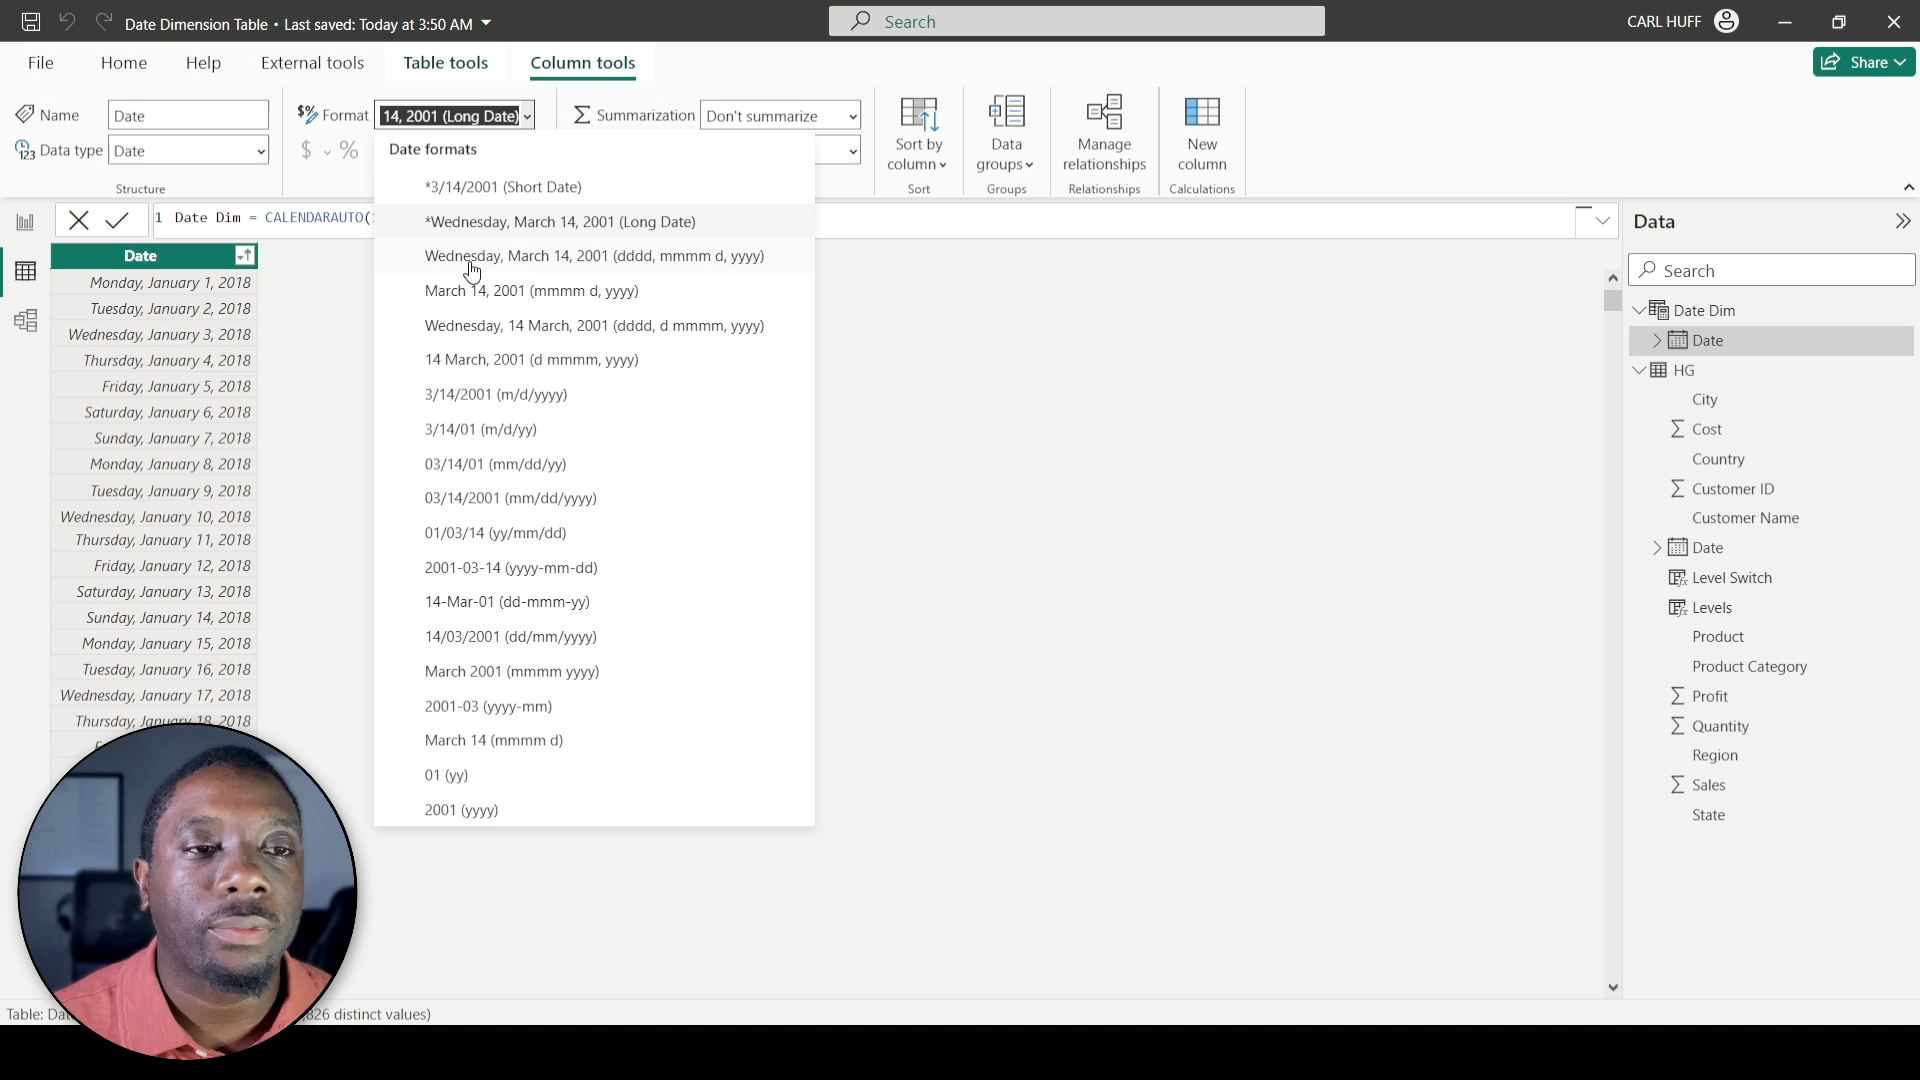 Date Dimension Table • Last saved: Today at 3:50 AM
Search
CARL HUFF
File
Home
Help
External tools
Table tools
Column tools
Share
Name
Date
Format
14, 2001 (Long Date)
Summarization
Don't summarize
Data type
Date
$
%
Structure
Sort by
column
Sort
Data
groups
Groups
Manage
relationships
Relationships
New
column
Calculations
1 Date Dim = CALENDARAUTO(
Date formats
*3/14/2001 (Short Date)
*Wednesday, March 14, 2001 (Long Date)
Wednesday, March 14, 2001 (dddd, mmmm d, yyyy)
March 14, 2001 (mmmm d, yyyy)
Wednesday, 14 March, 2001 (dddd, d mmmm, yyyy)
14 March, 2001 (d mmmm, yyyy)
3/14/2001 (m/d/yyyy)
3/14/01 (m/d/yy)
03/14/01 (mm/dd/yy)
03/14/2001 (mm/dd/yyyy)
01/03/14 (yy/mm/dd)
2001-03-14 (yyyy-mm-dd)
14-Mar-01 (dd-mmm-yy)
14/03/2001 (dd/mm/yyyy)
March 2001 (mmmm yyyy)
2001-03 (yyyy-mm)
March 14 (mmmm d)
01 (yy)
2001 (yyyy)
Date
Monday, January 1, 2018
Tuesday, January 2, 2018
Wednesday, January 3, 2018
Thursday, January 4, 2018
Friday, January 5, 2018
Saturday, January 6, 2018
Sunday, January 7, 2018
Monday, January 8, 2018
Tuesday, January 9, 2018
Wednesday, January 10, 2018
Thursday, January 11, 2018
Friday, January 12, 2018
Saturday, January 13, 2018
Sunday, January 14, 2018
Monday, January 15, 2018
Tuesday, January 16, 2018
Wednesday, January 17, 2018
Thursday, January 18, 2018
Data
Search
Date Dim
Date
HG
City
Cost
Country
Customer ID
Customer Name
Date
Level Switch
Levels
Product
Product Category
Profit
Quantity
Region
Sales
State
Table: Dat
826 distinct values)